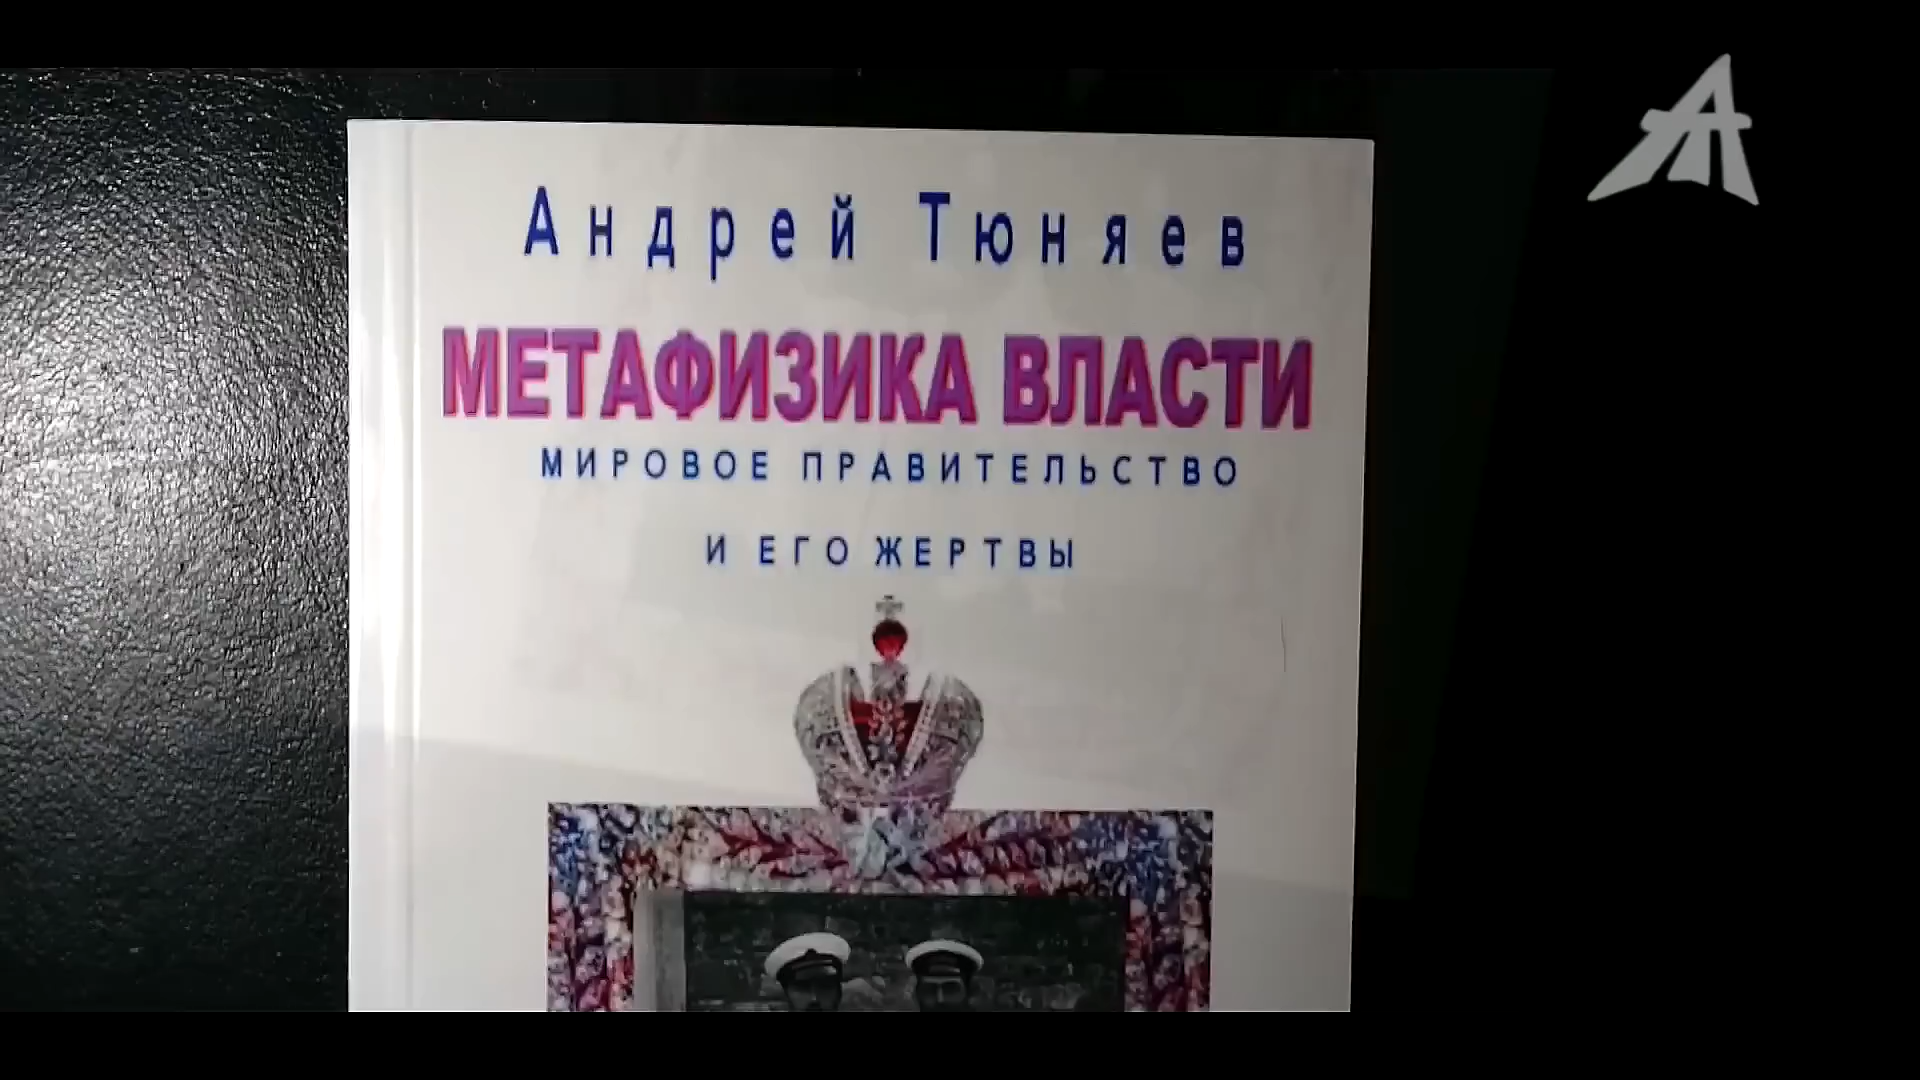 Андрей Тюняев
МЕТАФИЗИКА ВЛАСТИ
МИРОВОЕ ПРАВИТЕЛЬСТВО
И ЕГО ЖЕРТВЫ